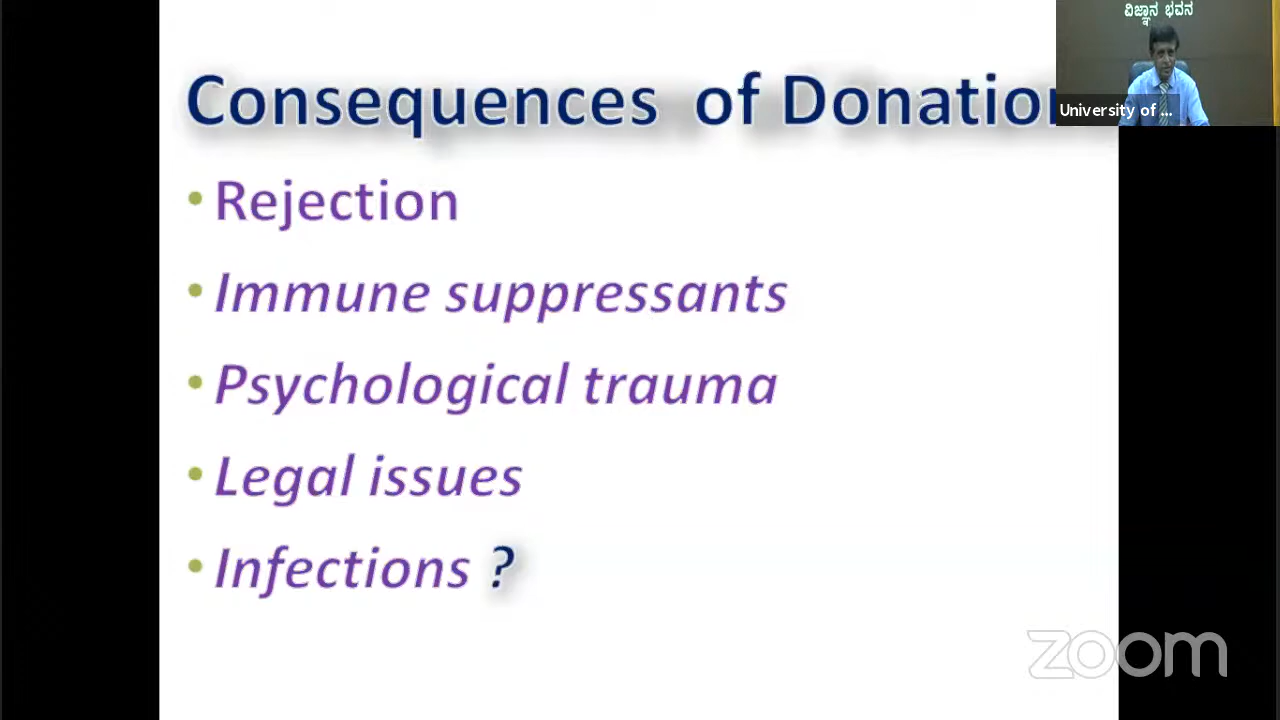 ವಿಜ್ಞಾನ ಭವನ
University of ...
Consequences of Donation
• Rejection
• Immune suppressants
• Psychological trauma
• Legal issues
• Infections ?
zoom